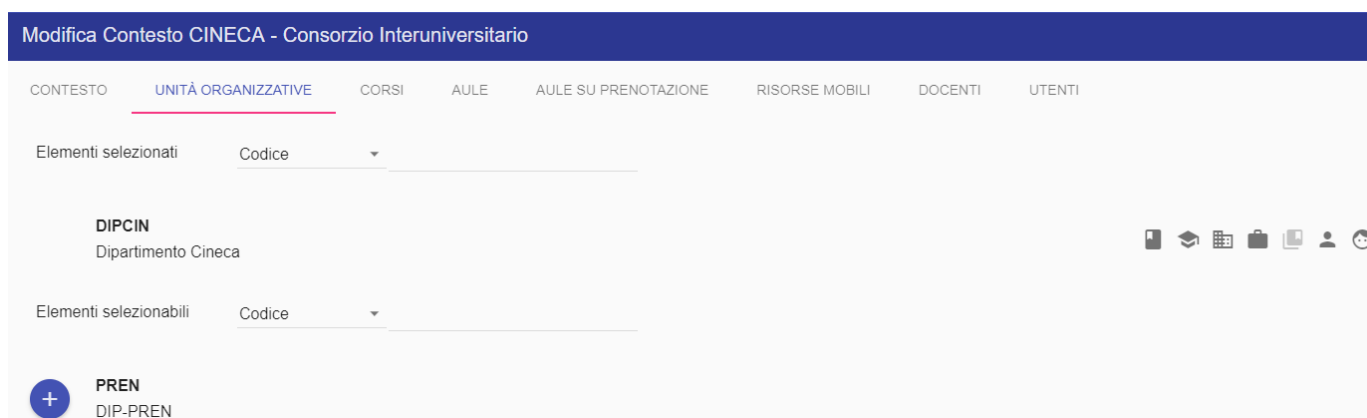 Modifica Contesto CINECA - Consorzio Interuniversitario
CONTESTO UNITÀ ORGANIZZATIVE CORSI AULE AULE SU PRENOTAZIONE RISORSE MOBILI DOCENTI UTENTI
Elementi selezionati Codice
DIPCIN
Dipartimento Cineca
Elementi selezionabili Codice
PREN
DIP-PREN